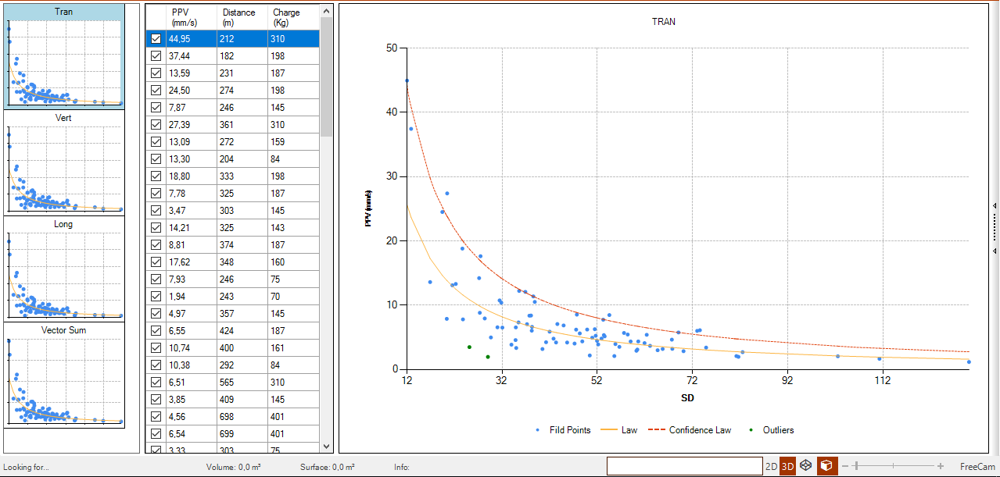 Tran
Vert
Long
Vector Sum
PPV (mm/s) Distance (m) Charge (Kg)
44,95 212 310
37,44 182 198
13,59 231 187
24,50 274 198
7,87 246 145
27,39 361 310
13,09 272 159
13,30 204 84
18,80 333 198
7,78 325 187
3,47 303 145
14,21 325 143
8,81 374 187
17,62 348 160
7,93 246 75
1,94 243 70
4,97 357 145
6,55 424 187
10,74 400 161
10,38 292 84
6,51 565 310
3,85 409 145
4,56 698 401
6,54 699 401
3,33 303 75
TRAN
50
40
30
20
10
0
PPV (mm/s)
12 32 52 72 92 112
SD
Fild Points Law Confidence Law Outliers
Looking for... Volume: 0,0 m³ Surface: 0,0 m² Info: 2D 3D FreeCam